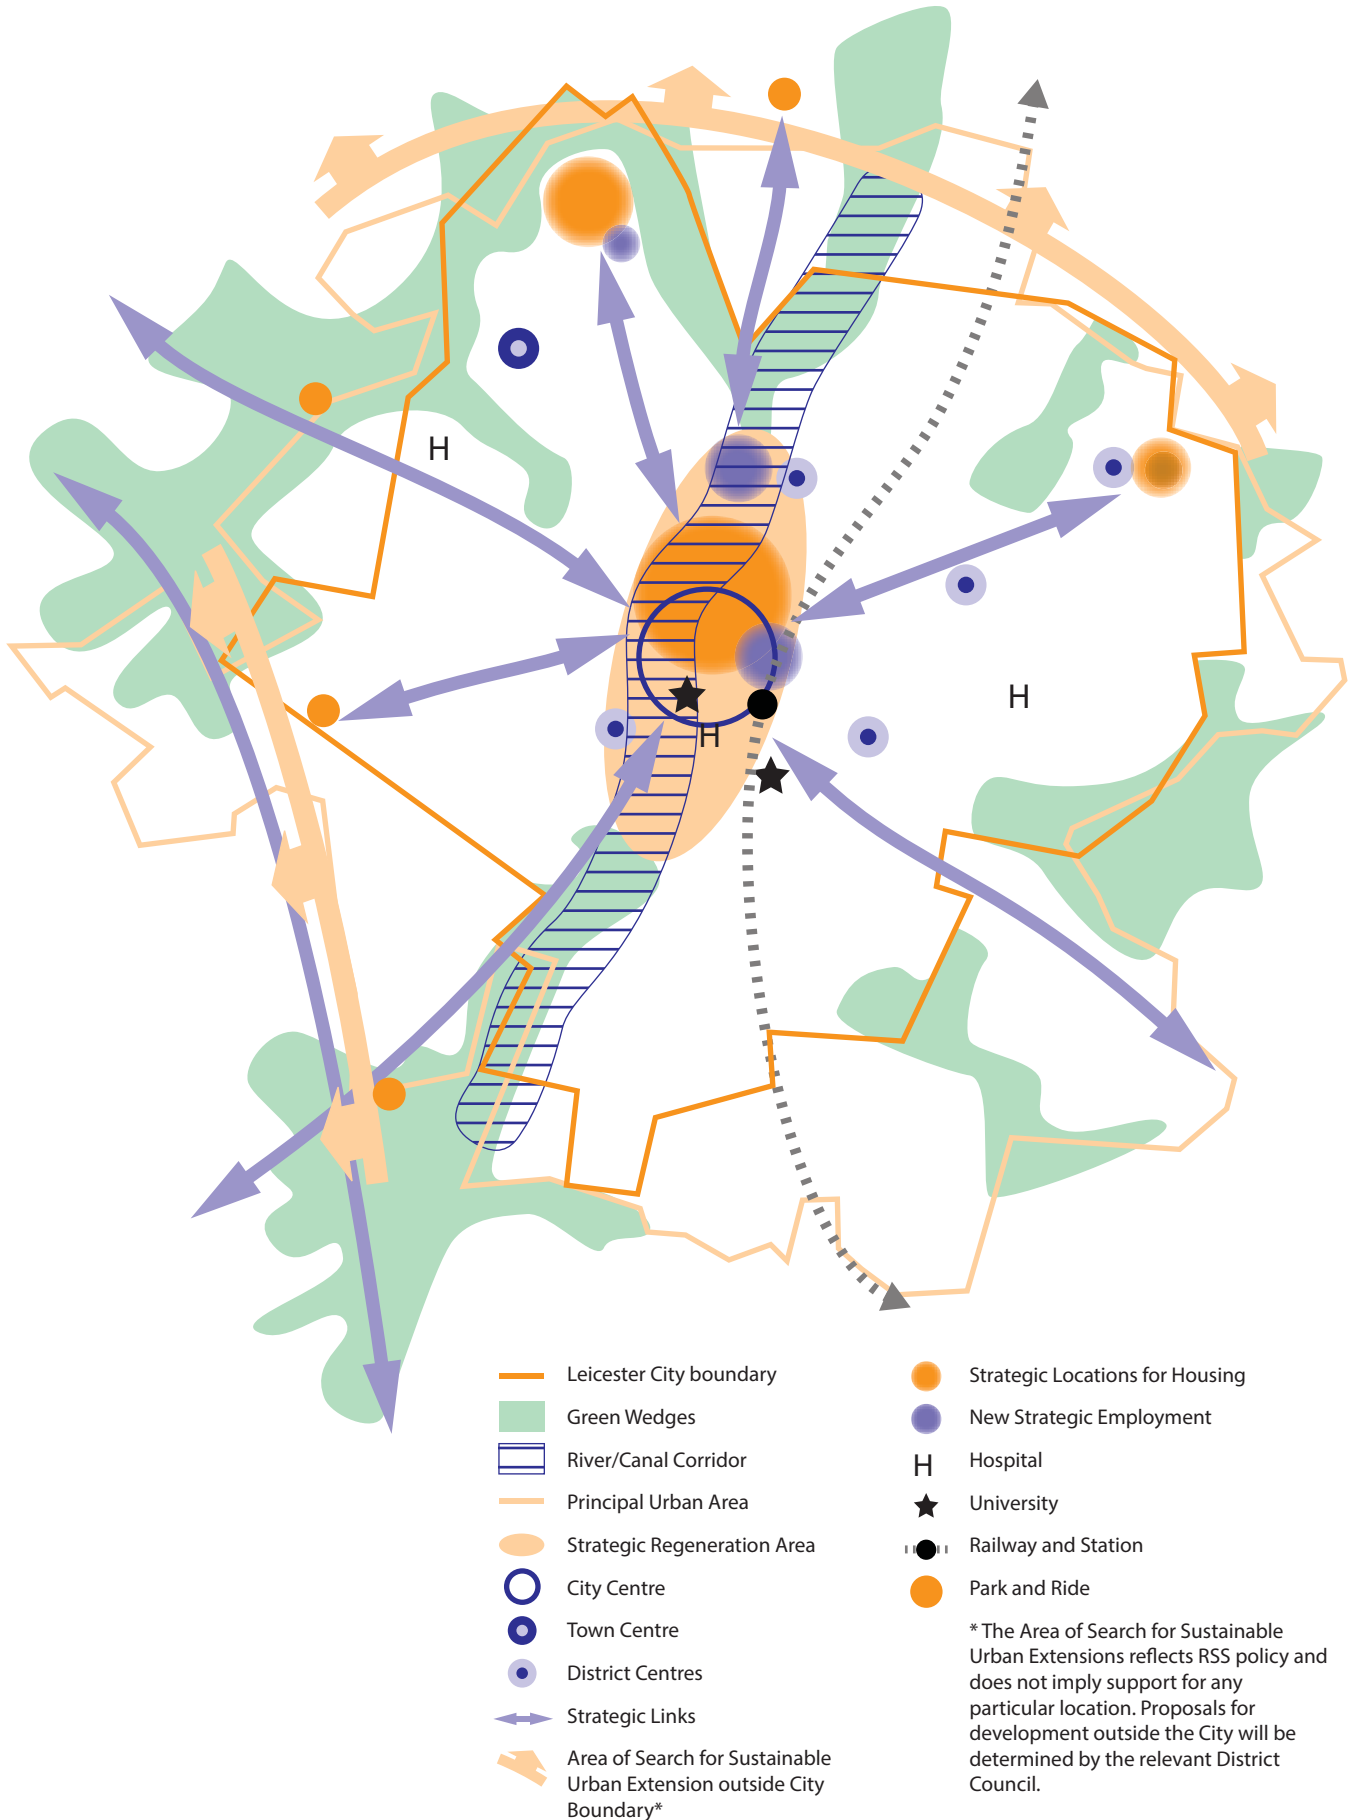 H
H
H
Leicester City boundary
Green Wedges
River/Canal Corridor
Principal Urban Area
Strategic Regeneration Area
City Centre
Town Centre
District Centres
Strategic Links
Area of Search for Sustainable
Urban Extension outside City
Boundary*
Strategic Locations for Housing
New Strategic Employment
H Hospital
University
Railway and Station
Park and Ride
* The Area of Search for Sustainable
Urban Extensions reflects RSS policy and
does not imply support for any
particular location. Proposals for
development outside the City will be
determined by the relevant District
Council.